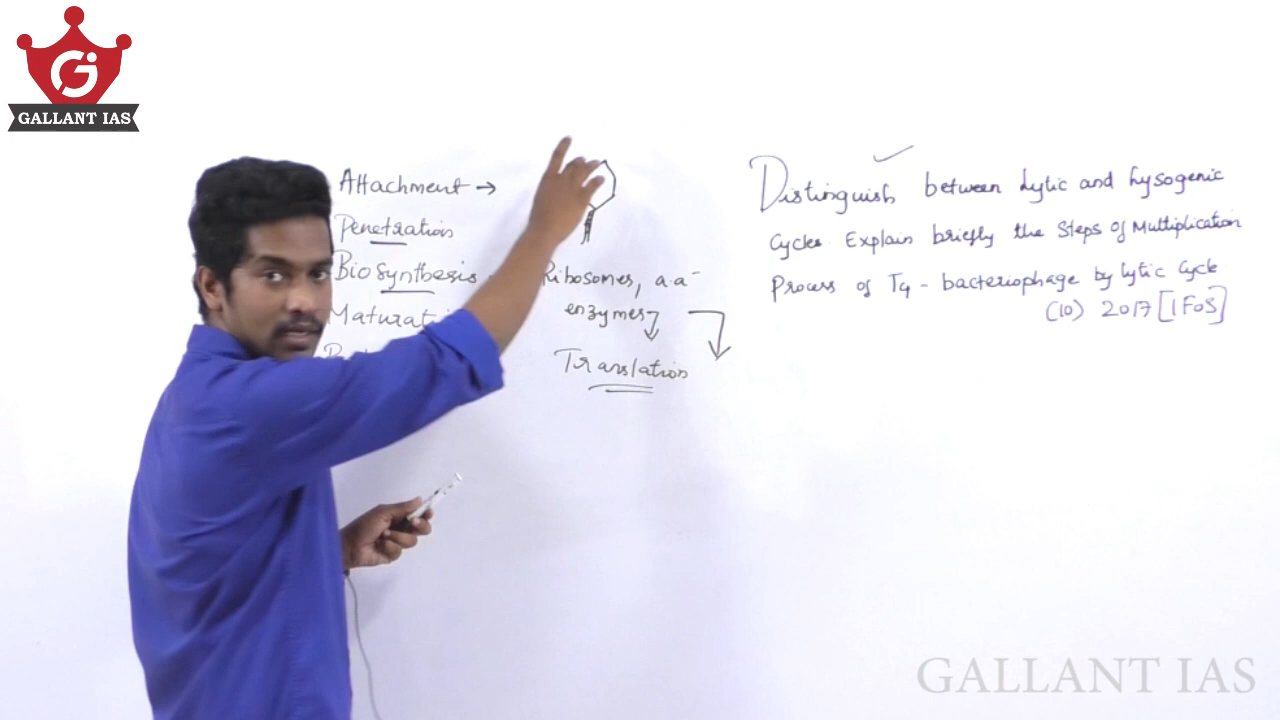 GALLANT IAS
Attachment →
Penetration
Biosynthesis
Ribosomes, a.a
enzymes
Translation
Distinguish between Lytic and Lysogenic
Cycles Explain briefly the Steps of Multiplication
Process of T4 - bacteriophage by Lytic Cycle
(10) 2017 [IFoS]
GALLANT IAS